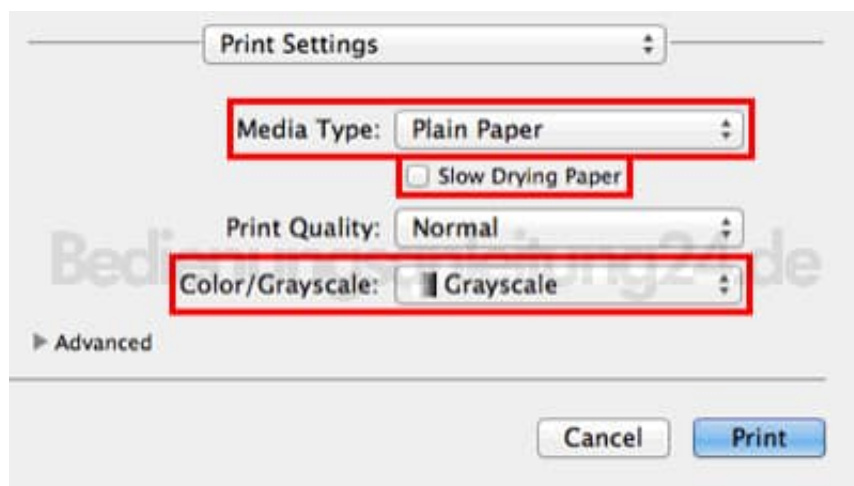 Print Settings
Media Type: Plain Paper
Slow Drying Paper
Print Quality: Normal
Bedienungsanleitung24.de
Color/Grayscale: Grayscale
Advanced
Cancel Print